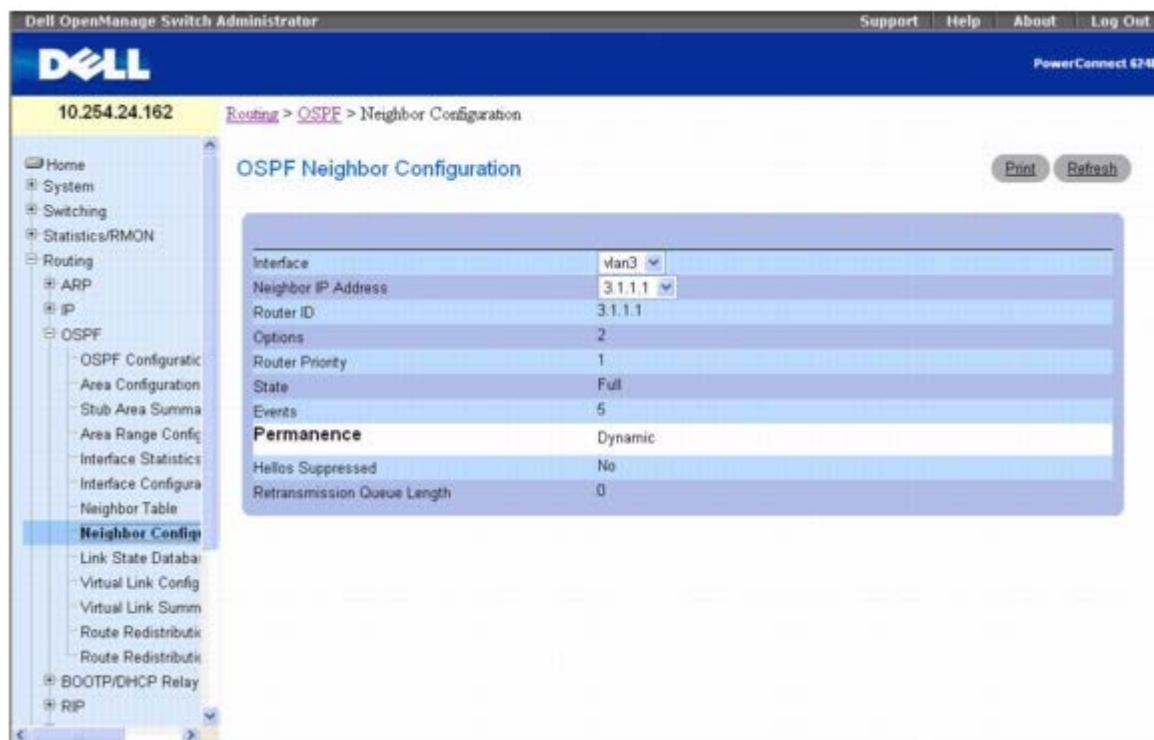 Dell OpenManage Switch Administrator
Support Help About Log Out
DELL
PowerConnect 624
10.254.24.162
Routing > OSPF > Neighbor Configuration
Home
System
Switching
Statistics/RMON
Routing
ARP
IP
OSPF
OSPF Configuratic
Area Configuration
Stub Area Summa
Area Range Config
Interface Statistics
Interface Configura
Neighbor Table
Neighbor Configu
Link State Databa
Virtual Link Config
Virtual Link Summ
Route Redistributi
Route Redistributi
BOOTP/DHCP Relay
RIP
OSPF Neighbor Configuration
Print Refresh
Interface vlan3
Neighbor IP Address 3.1.1.1
Router ID 3.1.1.1
Options 2
Router Priority 1
State Full
Events 5
Permanence Dynamic
Hellos Suppressed No
Retransmission Queue Length 0